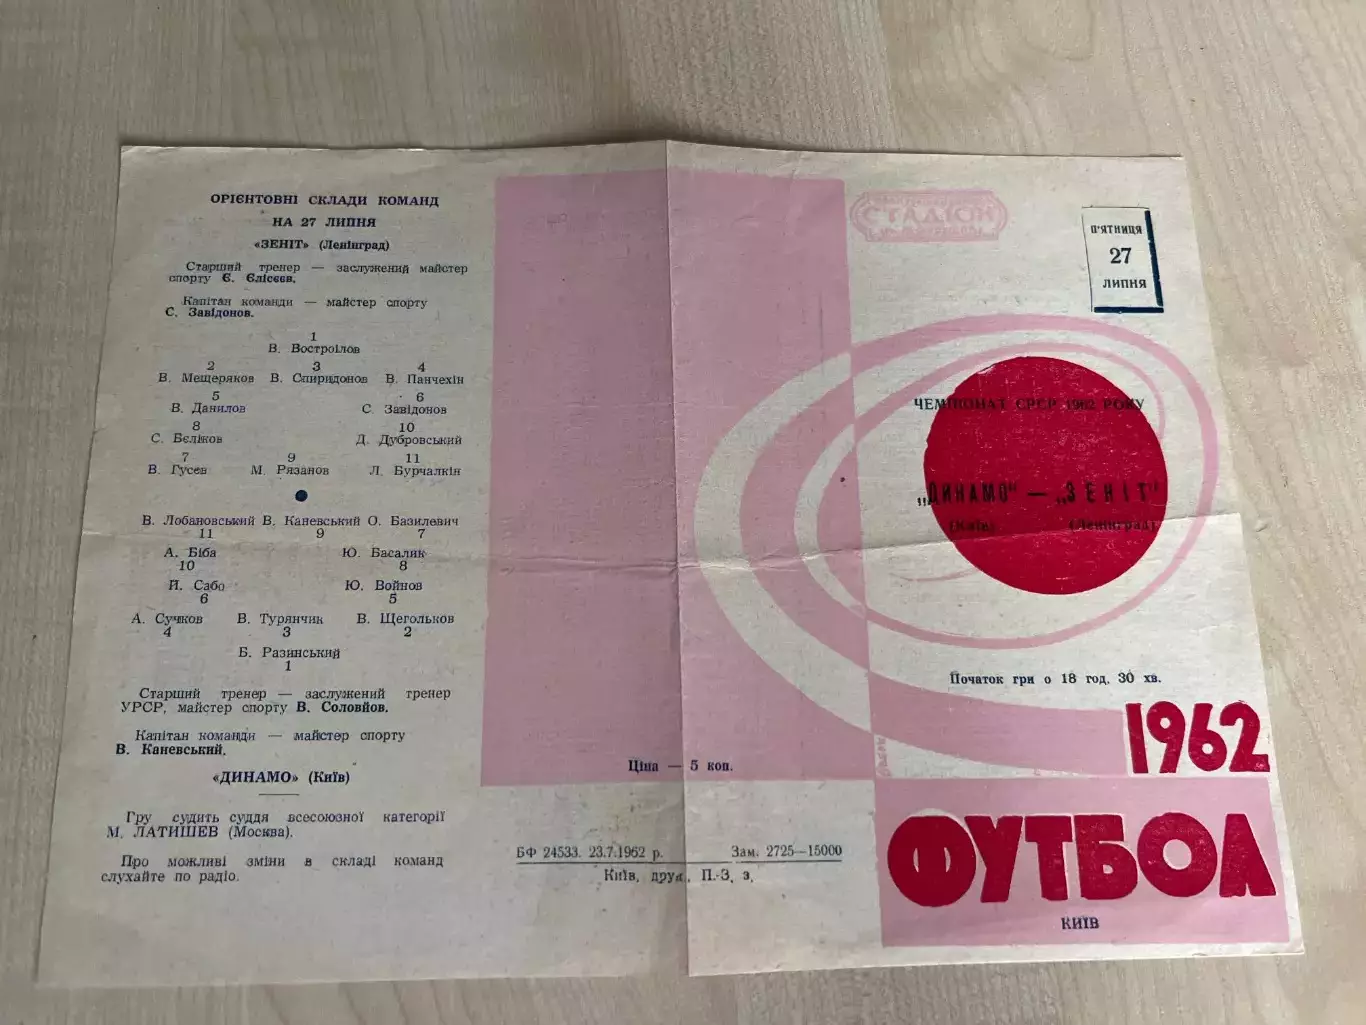 ОРІЄНТОВНІ СКЛАДИ КОМАНД
НА 27 ЛИПНЯ
«ЗЕНІТ» (Ленінград)
Старший тренер — заслужений майстер
спорту Є. Єлісєєв.
Капітан команди — майстер спорту
С. Завідонов.
1
В. Востроілов
2 3 4
В. Мещеряков В. Спиридонов В. Панчехін
5 6
В. Данилов С. Завідонов
8 10
С. Бєліков Д. Дубровський
7 9 11
В. Гусев М. Рязанов Л. Бурчалкін
В. Лобановський В. Каневський О. Базилевич
11 9 7
А. Біба Ю. Басалик
10 8
Й. Сабо Ю. Войнов
6 5
А. Сучков В. Турянчик В. Щегольков
4 3 2
Б. Разинський
1
Старший тренер — заслужений тренер
УРСР, майстер спорту В. Соловйов.
Капітан команди — майстер спорту
В. Каневський.
«ДИНАМО» (Київ)
Гру судить суддя всесоюзної категорії
М. ЛАТИШЕВ (Москва).
Про можливі зміни в складі команд
слухайте по радіо.
Ціна — 5 коп.
БФ 24533. 23.7.1962 р. Зам. 2725—15000
Київ, друк. П.-З. з.
СТАДІОН
П'ЯТНИЦЯ
27
ЛИПНЯ
ЧЕМПІОНАТ СРСР 1962 РОКУ
„ДИНАМО" — „ЗЕНІТ"
(Київ) (Ленінград)
Початок гри о 18 год. 30 хв.
1962
ФУТБОЛ
КИЇВ